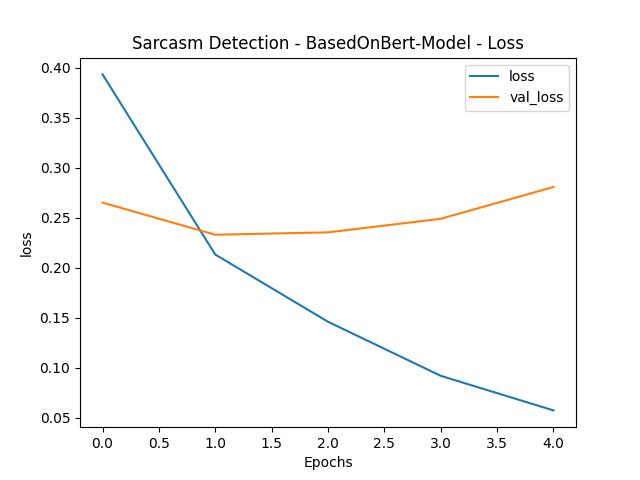 Sarcasm Detection - BasedOnBert-Model - Loss
loss
val_loss
0.40
0.35
0.30
0.25
0.20
0.15
0.10
0.05
loss
0.0 0.5 1.0 1.5 2.0 2.5 3.0 3.5 4.0
Epochs